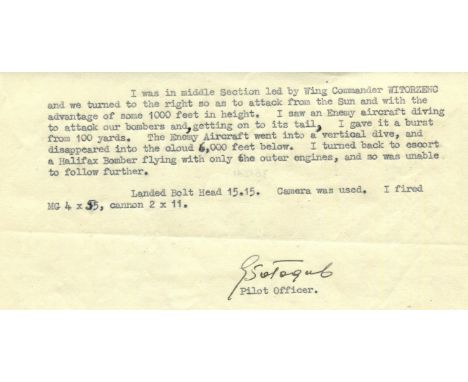 I was in middle Section led by Wing Commander WITORZENC
and we turned to the right so as to attack from the Sun and with the
advantage of some 1000 feet in height. I saw an Enemy aircraft diving
to attack our bombers and, getting on to its tail, I gave it a burst
from 100 yards. The Enemy Aircraft went into a vertical dive, and
disappeared into the cloud 6,000 feet below. I turned back to escort
a Halifax Bomber flying with only the outer engines, and so was unable
to follow further.
Landed Bolt Head 15.15. Camera was used. I fired
MG 4 x 55, cannon 2 x 11.
Pilot Officer.